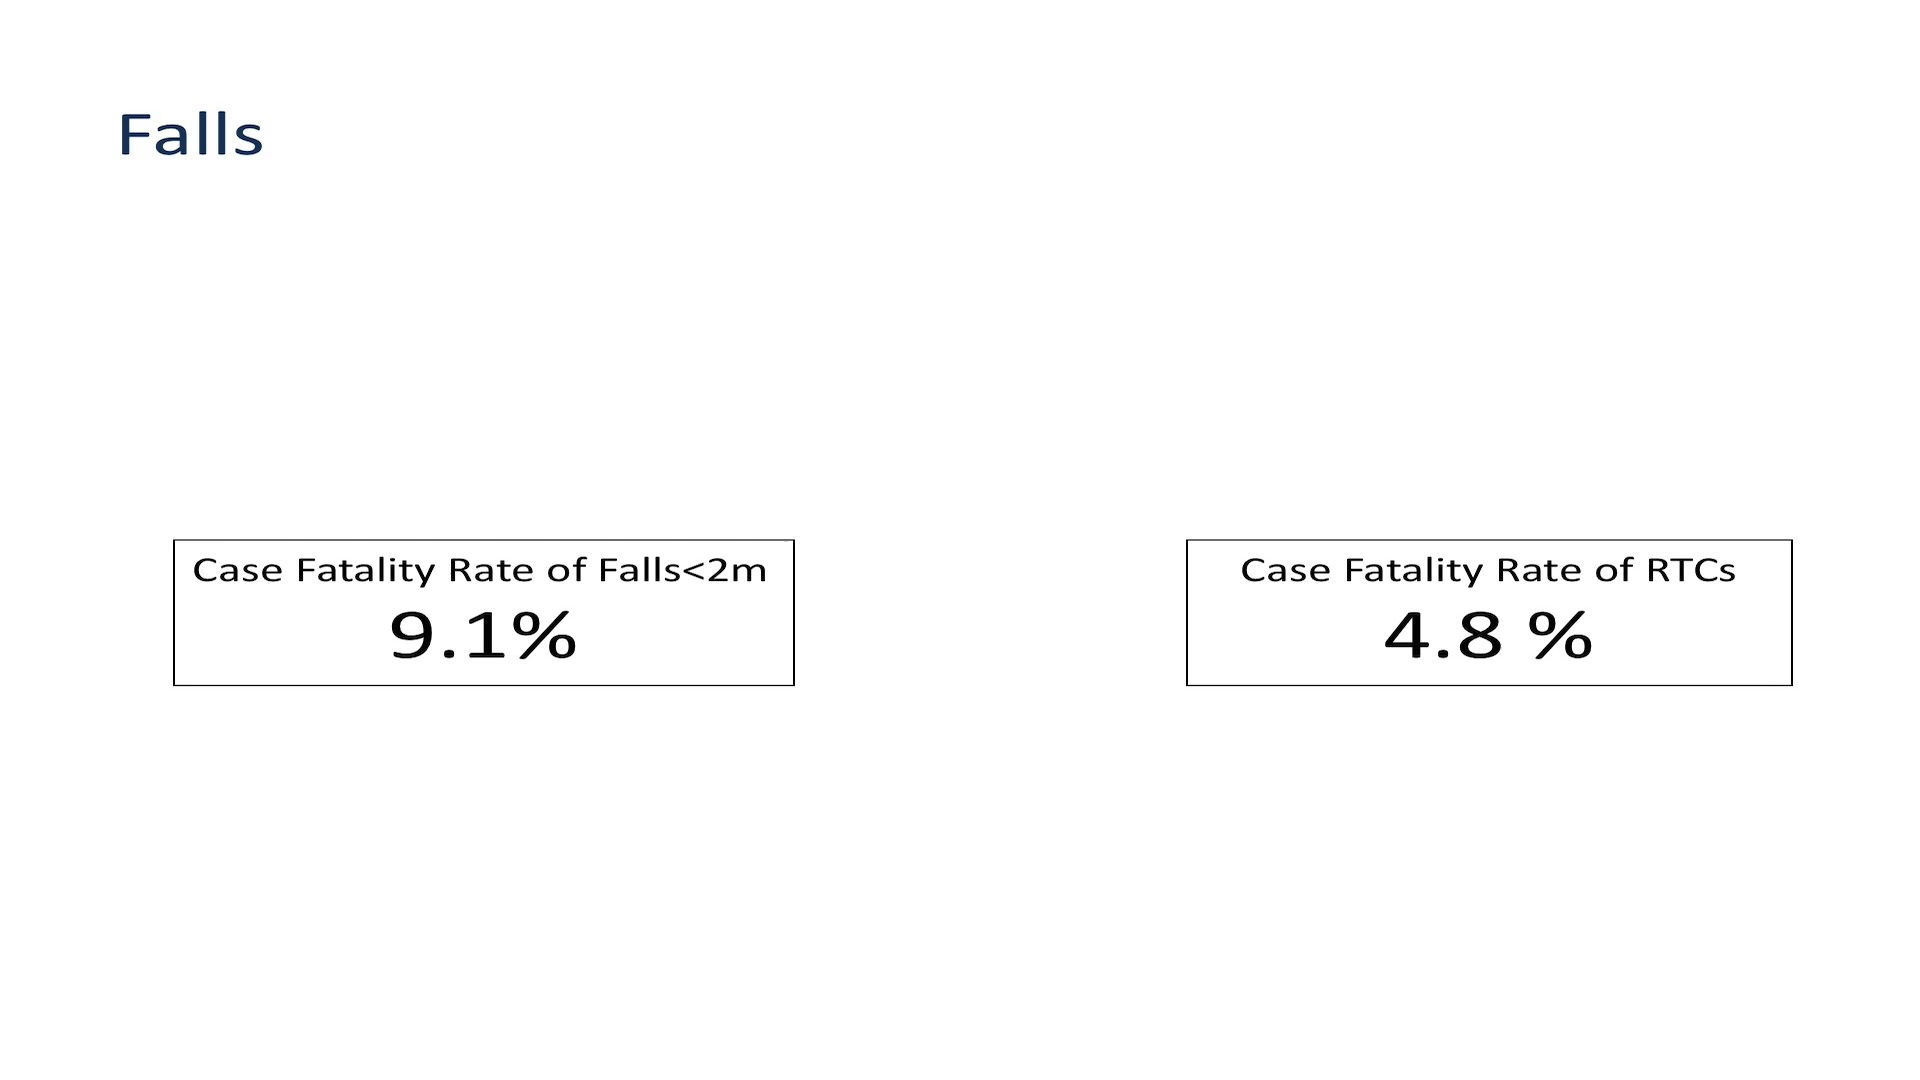 Falls
Case Fatality Rate of Falls<2m
9.1%
Case Fatality Rate of RTCs
4.8 %